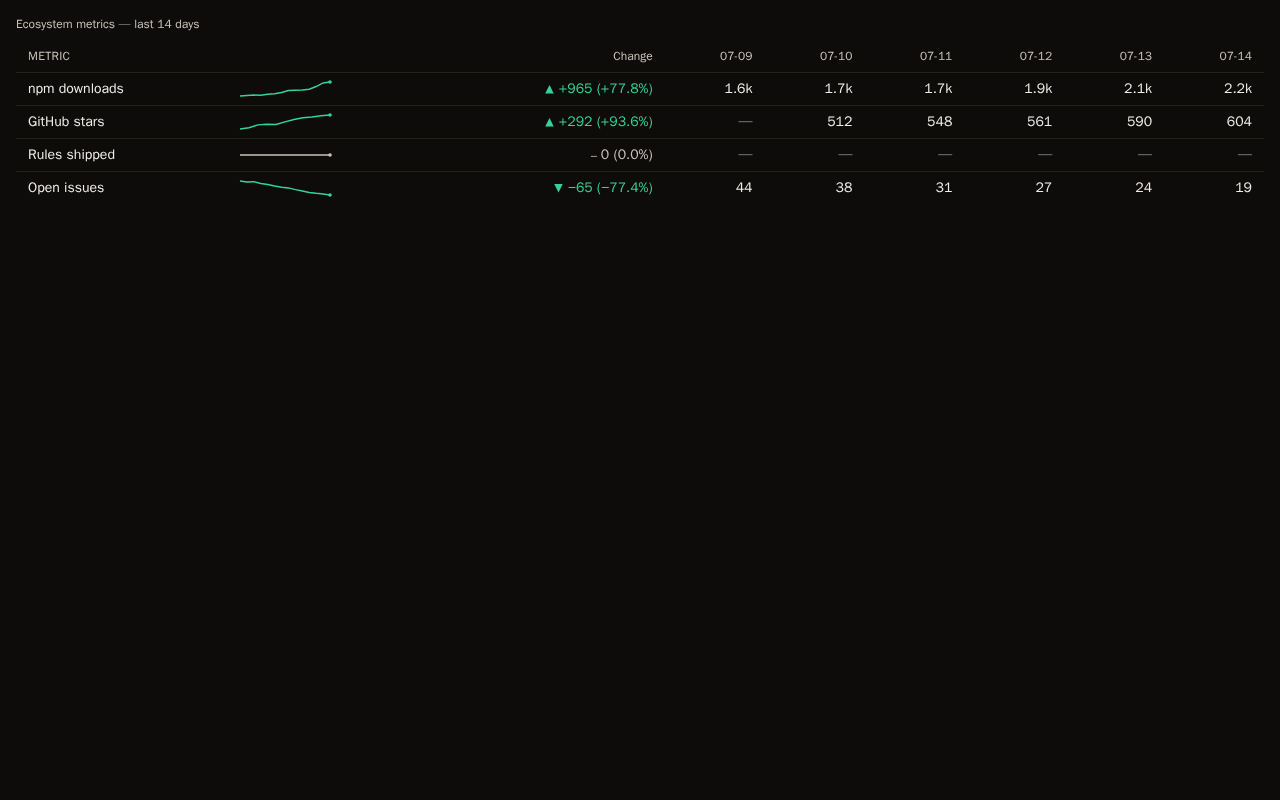 Ecosystem metrics — last 14 days
METRIC Change 07-09 07-10 07-11 07-12 07-13 07-14
npm downloads ▲ +965 (+77.8%) 1.6k 1.7k 1.7k 1.9k 2.1k 2.2k
GitHub stars ▲ +292 (+93.6%) — 512 548 561 590 604
Rules shipped – 0 (0.0%) — — — — — —
Open issues ▼ −65 (−77.4%) 44 38 31 27 24 19